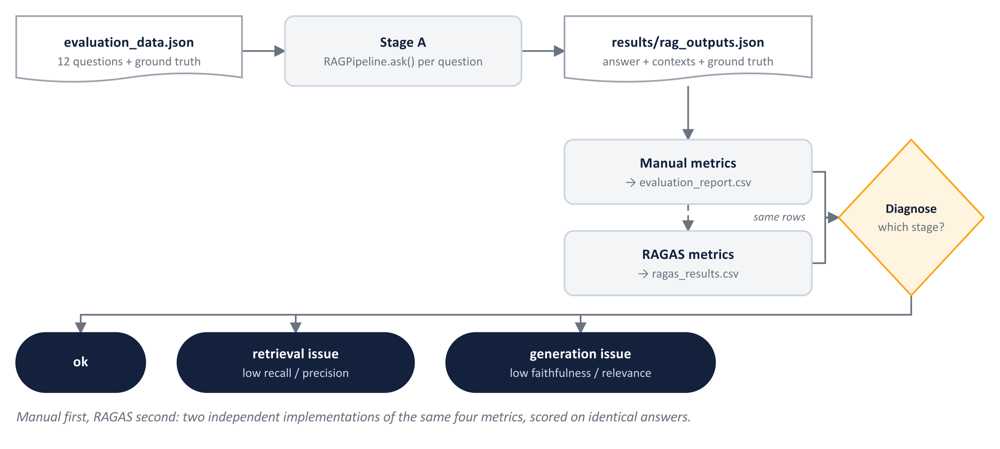 evaluation_data.json
12 questions + ground truth
Stage A
RAGPipeline.ask() per question
results/rag_outputs.json
answer + contexts + ground truth
Manual metrics
→ evaluation_report.csv
same rows
RAGAS metrics
→ ragas_results.csv
Diagnose
which stage?
ok
retrieval issue
low recall / precision
generation issue
low faithfulness / relevance
Manual first, RAGAS second: two independent implementations of the same four metrics, scored on identical answers.